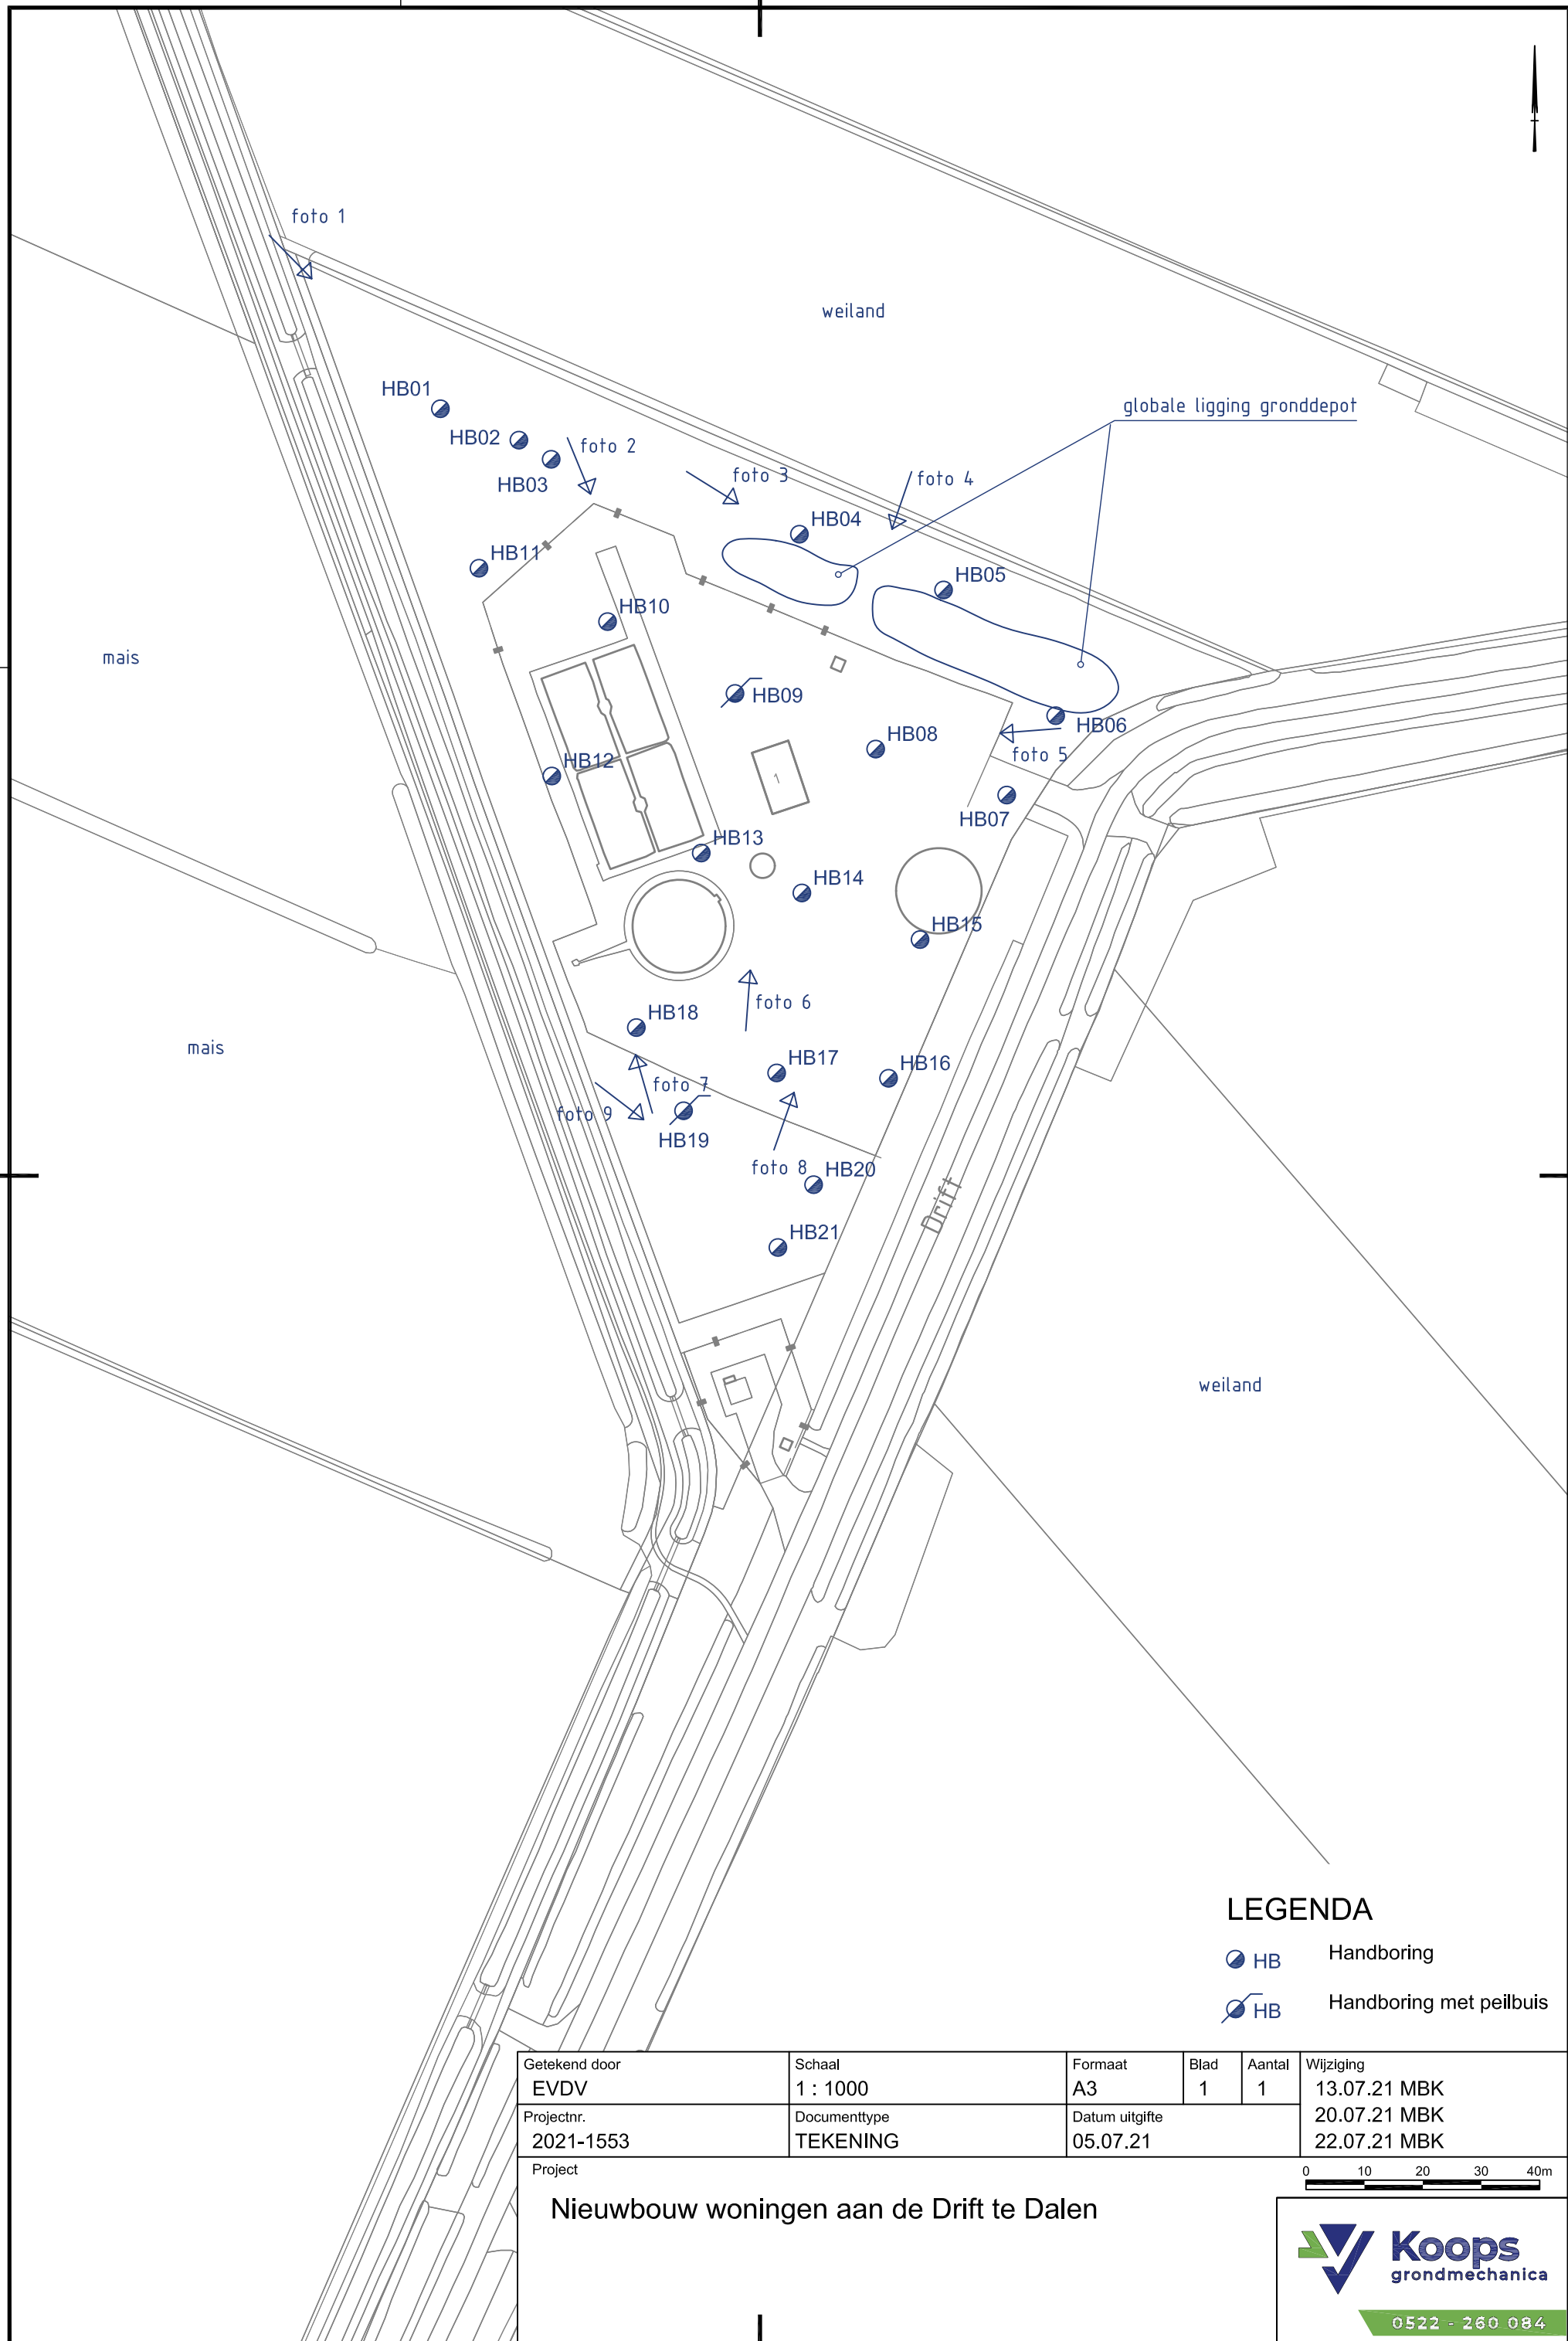 foto 1
weiland
HB01
globale ligging gronddepot
HB02
foto 2
HB03
foto 3
foto 4
HB04
HB11
HB05
HB10
mais
HB09
HB06
HB08
foto 5
HB12
HB07
1
HB13
HB14
HB15
foto 6
HB18
mais
HB17
HB16
foto 7
foto 9
HB19
foto 8
HB20
Drift
HB21
weiland
LEGENDA
HB Handboring
HB Handboring met peilbuis
Getekend door Schaal Formaat Blad Aantal Wijziging
EVDV 1 : 1000 A3 1 1 13.07.21 MBK
Projectnr. Documenttype Datum uitgifte 20.07.21 MBK
2021-1553 TEKENING 05.07.21 22.07.21 MBK
Project 0 10 20 30 40m
Nieuwbouw woningen aan de Drift te Dalen
Koops
grondmechanica
0522 - 260 084